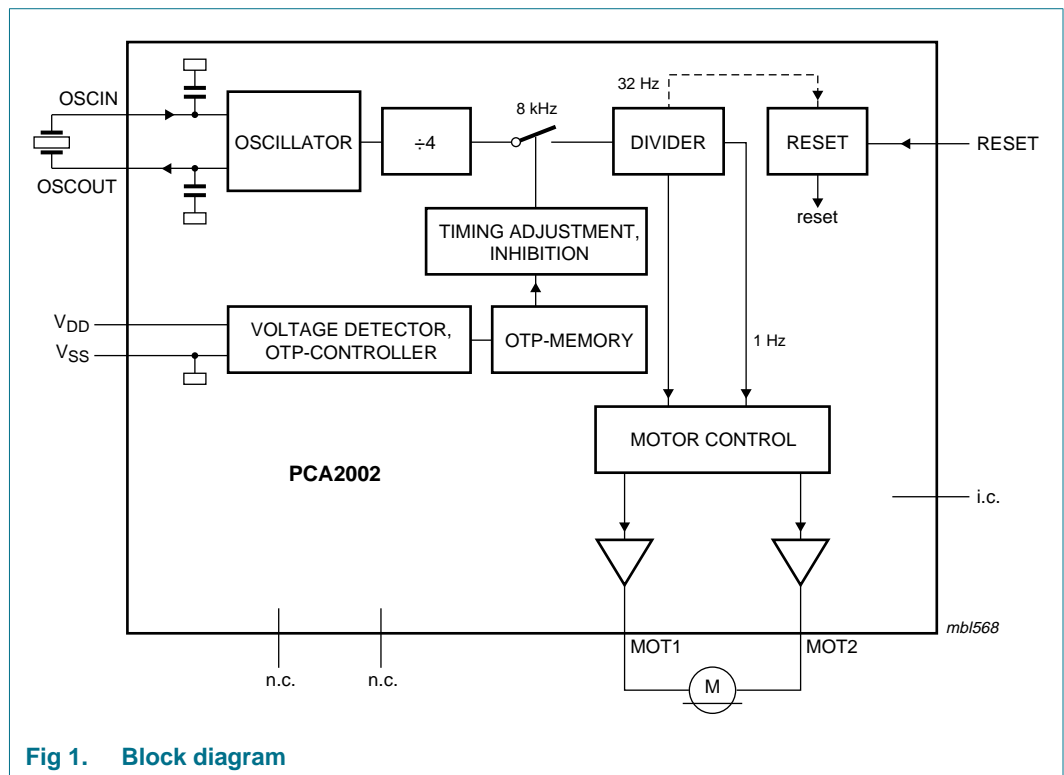 OSCIN
OSCOUT
OSCILLATOR
÷4
8 kHz
32 Hz
DIVIDER
RESET
RESET
reset
TIMING ADJUSTMENT,
INHIBITION
VDD
VSS
VOLTAGE DETECTOR,
OTP-CONTROLLER
OTP-MEMORY
1 Hz
MOTOR CONTROL
PCA2002
i.c.
n.c.
n.c.
MOT1
MOT2
M
mbl568
Fig 1. Block diagram